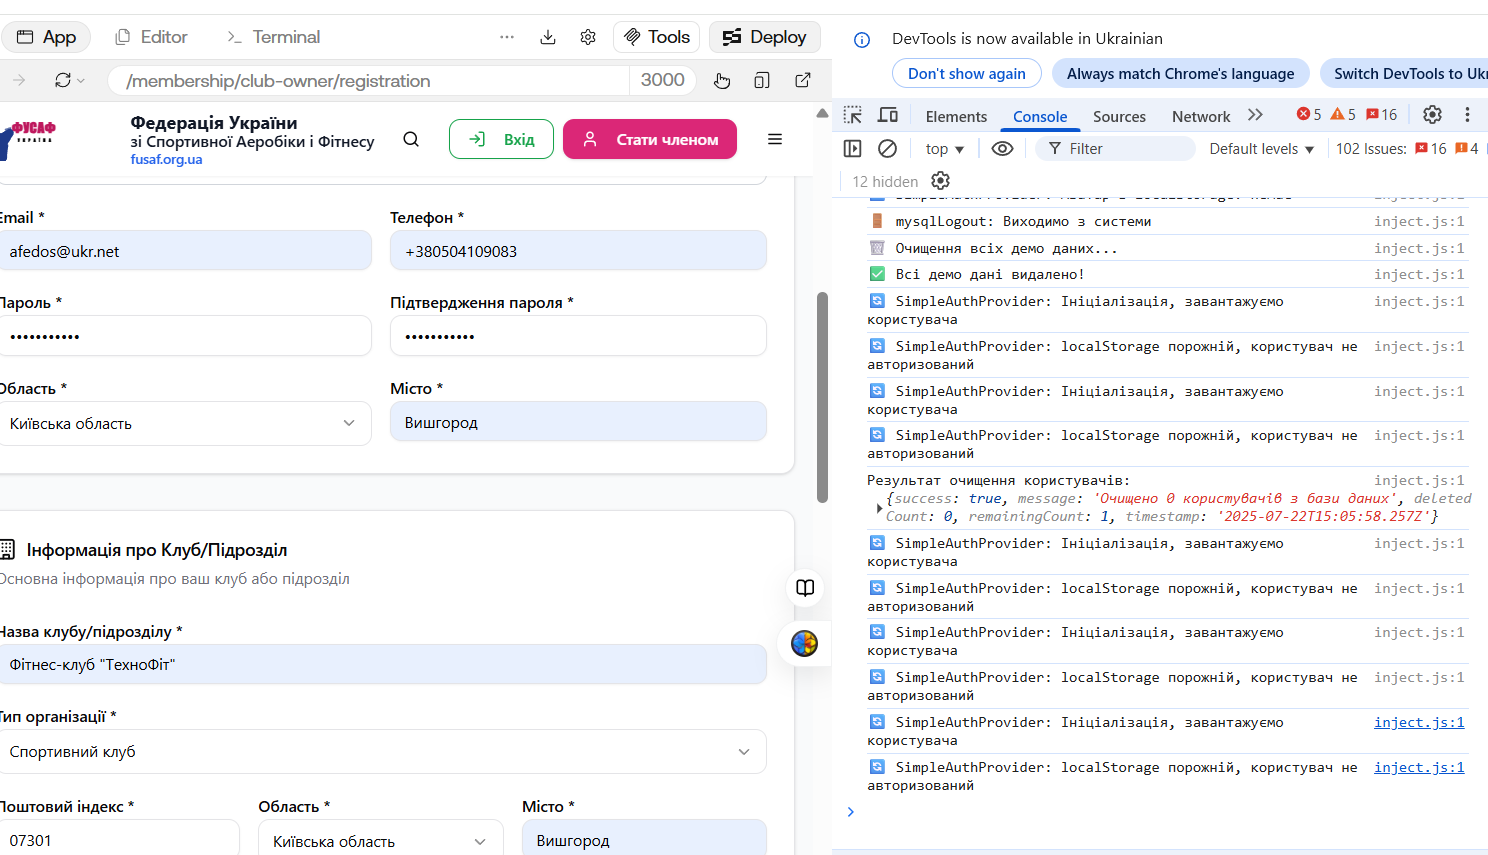 App
Editor
Terminal
Tools
Deploy
/membership/club-owner/registration
3000
ФУСАФ
УКРАЇНА
Федерація України
зі Спортивної Аеробіки і Фітнесу
fusaf.org.ua
Вхід
Стати членом
Email *
Телефон *
afedos@ukr.net
+380504109083
Пароль *
Підтвердження пароля *
•••••••••••
•••••••••••
Область *
Місто *
Київська область
Вишгород
Інформація про Клуб/Підрозділ
Основна інформація про ваш клуб або підрозділ
Назва клубу/підрозділу *
Фітнес-клуб "ТехноФіт"
Тип організації *
Спортивний клуб
Поштовий індекс *
Область *
Місто *
07301
Київська область
Вишгород
DevTools is now available in Ukrainian
Don't show again
Always match Chrome's language
Switch DevTools to Ukr
Elements
Console
Sources
Network
5
5
16
top
Filter
Default levels
102 Issues:
16
4
12 hidden
mysqlLogout: Виходимо з системи inject.js:1
Очищення всіх демо даних... inject.js:1
Всі демо дані видалено! inject.js:1
SimpleAuthProvider: Ініціалізація, завантажуємо inject.js:1
користувача
SimpleAuthProvider: localStorage порожній, користувач не inject.js:1
авторизований
SimpleAuthProvider: Ініціалізація, завантажуємо inject.js:1
користувача
SimpleAuthProvider: localStorage порожній, користувач не inject.js:1
авторизований
Результат очищення користувачів: inject.js:1
{success: true, message: 'Очищено 0 користувачів з бази даних', deleted
Count: 0, remainingCount: 1, timestamp: '2025-07-22T15:05:58.257Z'}
SimpleAuthProvider: Ініціалізація, завантажуємо inject.js:1
користувача
SimpleAuthProvider: localStorage порожній, користувач не inject.js:1
авторизований
SimpleAuthProvider: Ініціалізація, завантажуємо inject.js:1
користувача
SimpleAuthProvider: localStorage порожній, користувач не inject.js:1
авторизований
SimpleAuthProvider: Ініціалізація, завантажуємо inject.js:1
користувача
SimpleAuthProvider: localStorage порожній, користувач не inject.js:1
авторизований